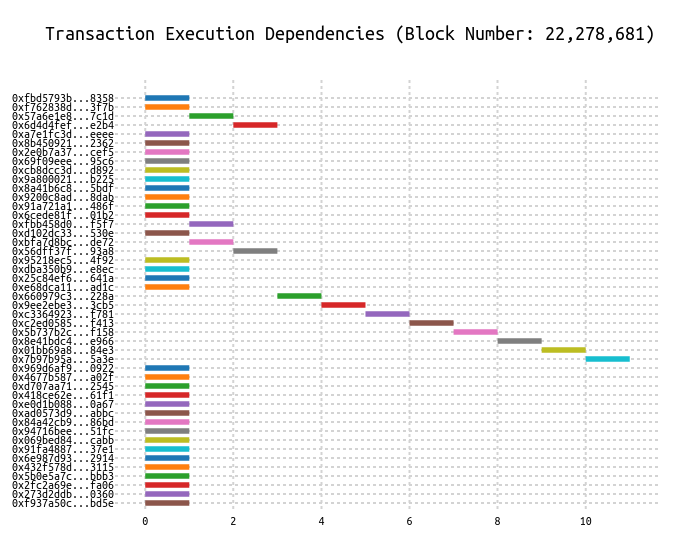 Transaction Execution Dependencies (Block Number: 22,278,681)
0xfbd5793b...8358
0xf762838d...3f7b
0x57a6e1e8...7c1d
0x6d4d4fef...e2b4
0xa7e1fc3d...eeee
0x8b450921...2362
0x2e0b7a37...cef5
0x69f09eee...95c6
0xcb8dcc3d...d892
0x9a800021...b225
0x8a41b6c8...5bdf
0x9200c8ad...8dab
0x91a721a1...486f
0x6cede81f...01b2
0xfbb458d0...f5f7
0xd102dc33...530e
0xbfa7d8bc...de72
0x56dff37f...93a8
0x95218ec5...4f92
0xdba350b9...e8ec
0x25c84ef6...641a
0xe68dca11...ad1c
0x660979c3...228a
0x9ee2ebe3...3cb5
0xc3364923...f781
0xc2ed0585...f413
0x5b737b2c...f158
0x8e41bdc4...e966
0x01bb69a8...84e3
0x7b97b95a...5a3e
0x969d6af9...0922
0x4677b587...a02f
0xd707aa71...2545
0x418ce62e...61f1
0xe0d1b088...0a67
0xad0573d9...abbc
0x84a42cb9...86bd
0x94716bee...51fc
0x069bed84...cabb
0x91fa4887...37e1
0x6e987d93...2914
0x432f578d...3115
0x5b0e5a7c...bbb3
0x2fc2a69e...fa06
0x273d2ddb...0360
0xf937a50c...bd5e
0 2 4 6 8 10